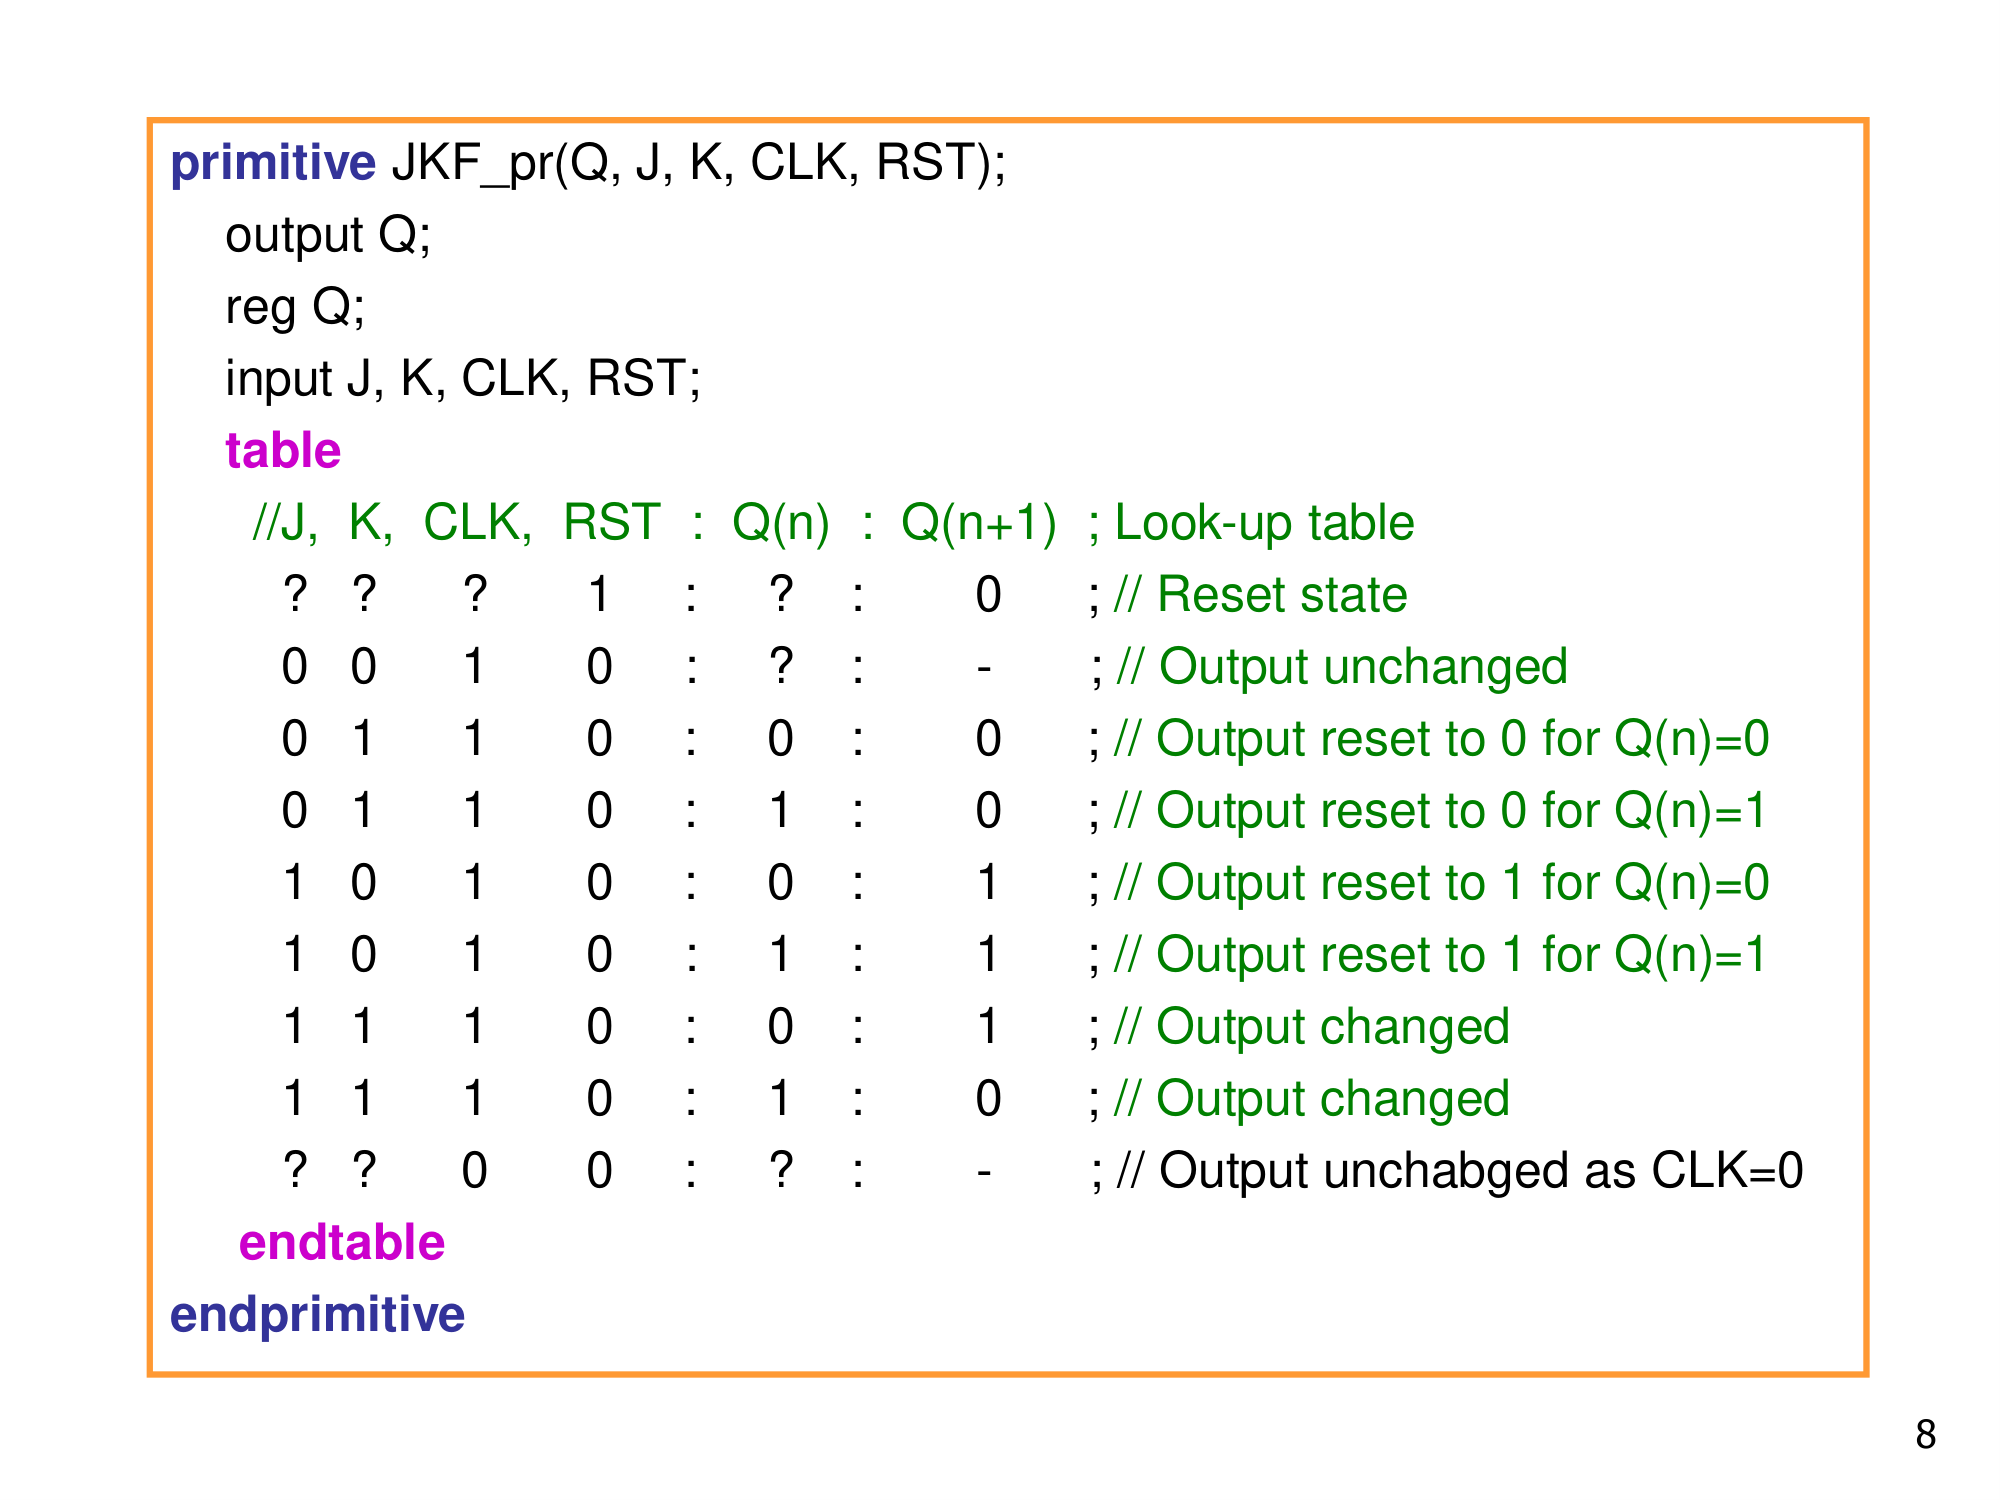 primitive JKF_pr(Q, J, K, CLK, RST);
output Q;
reg Q;
input J, K, CLK, RST;
table
//J, K, CLK, RST : Q(n) : Q(n+1) ; Look-up table
? ? ? 1 : ? : 0 ; // Reset state
0 0 1 0 : ? : - ; // Output unchanged
0 1 1 0 : 0 : 0 ; // Output reset to 0 for Q(n)=0
0 1 1 0 : 1 : 0 ; // Output reset to 0 for Q(n)=1
1 0 1 0 : 0 : 1 ; // Output reset to 1 for Q(n)=0
1 0 1 0 : 1 : 1 ; // Output reset to 1 for Q(n)=1
1 1 1 0 : 0 : 1 ; // Output changed
1 1 1 0 : 1 : 0 ; // Output changed
? ? 0 0 : ? : - ; // Output unchabged as CLK=0
endtable
endprimitive
8